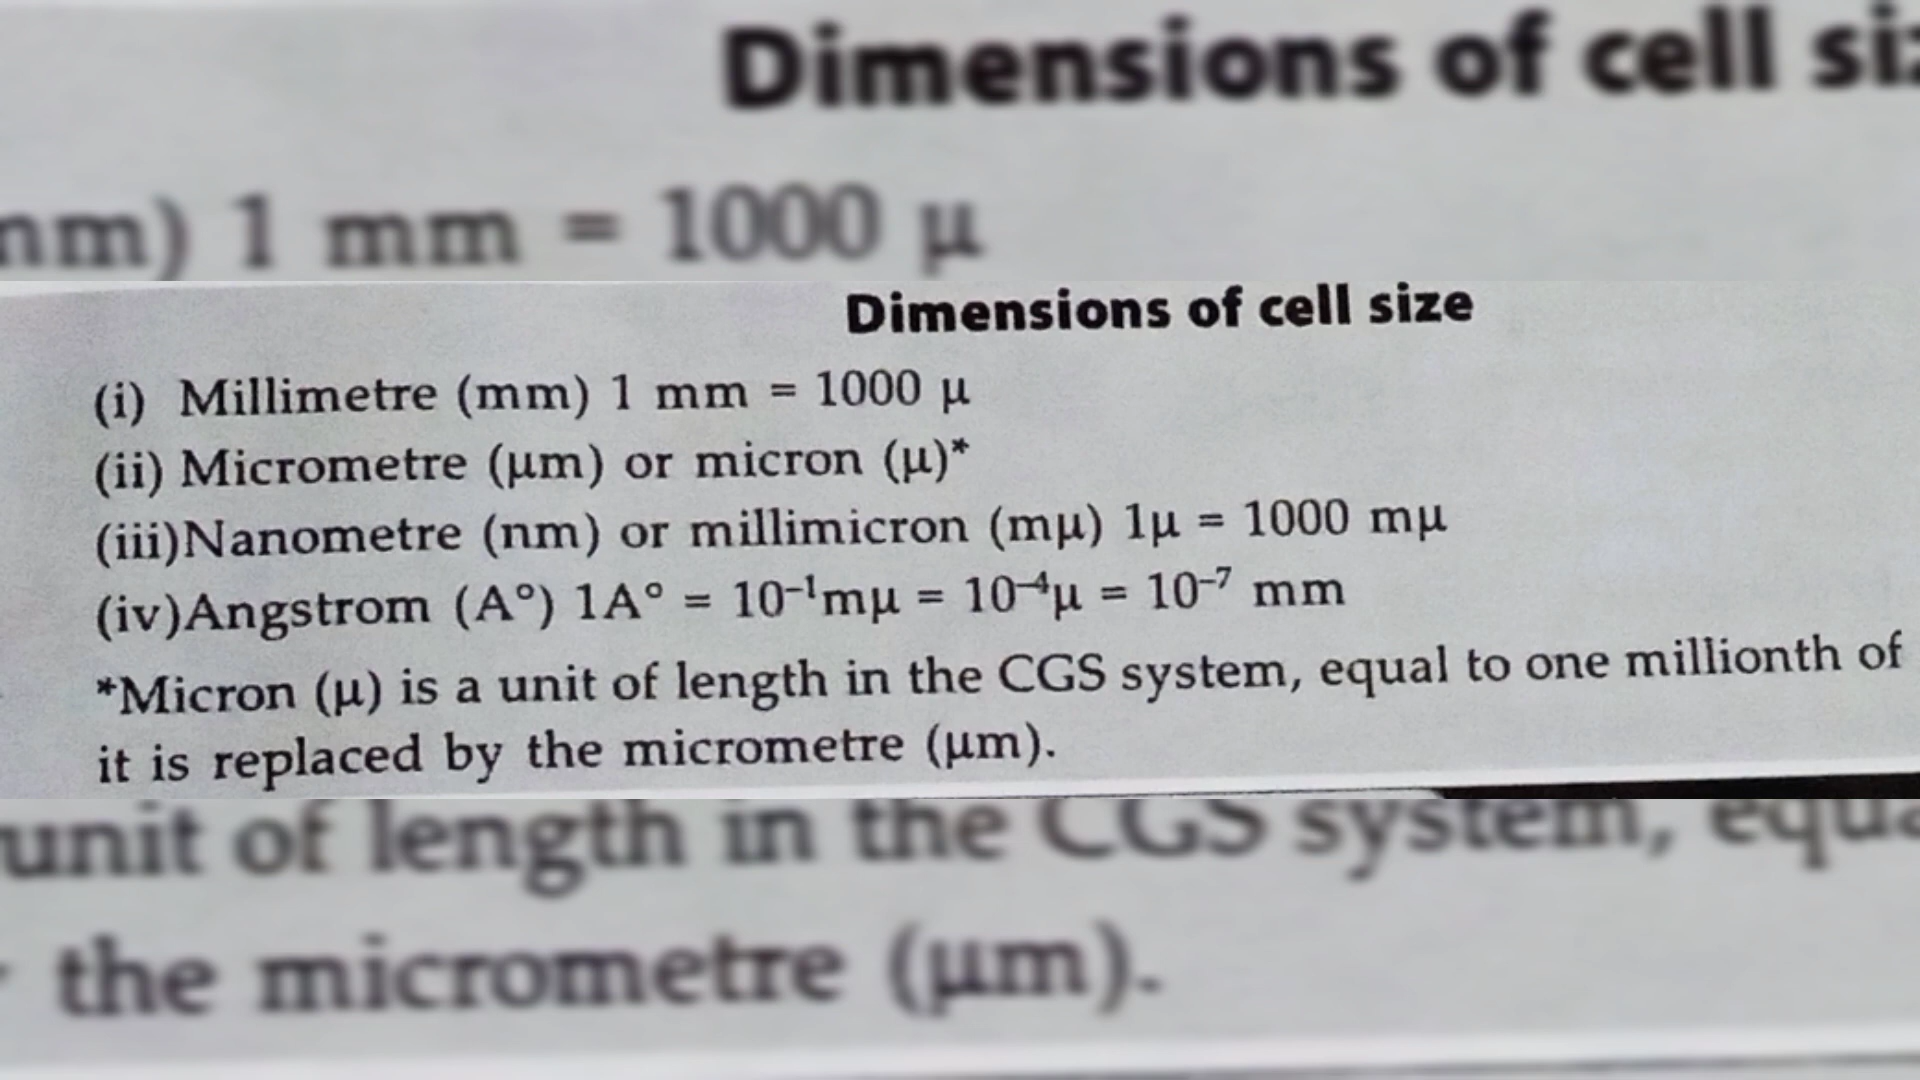 Dimensions of cell
nm) 1 mm = 1000 µ
Dimensions of cell size
(i) Millimetre (mm) 1 mm = 1000 µ
(ii) Micrometre (µm) or micron (µ)*
(iii)Nanometre (nm) or millimicron (mµ) 1µ = 1000 mµ
(iv)Angstrom (A°) 1A° = 10⁻¹mµ = 10⁻⁴µ = 10⁻⁷ mm
*Micron (µ) is a unit of length in the CGS system, equal to one millionth of
it is replaced by the micrometre (µm).
unit of length in the CGS system,
the micrometre (µm).